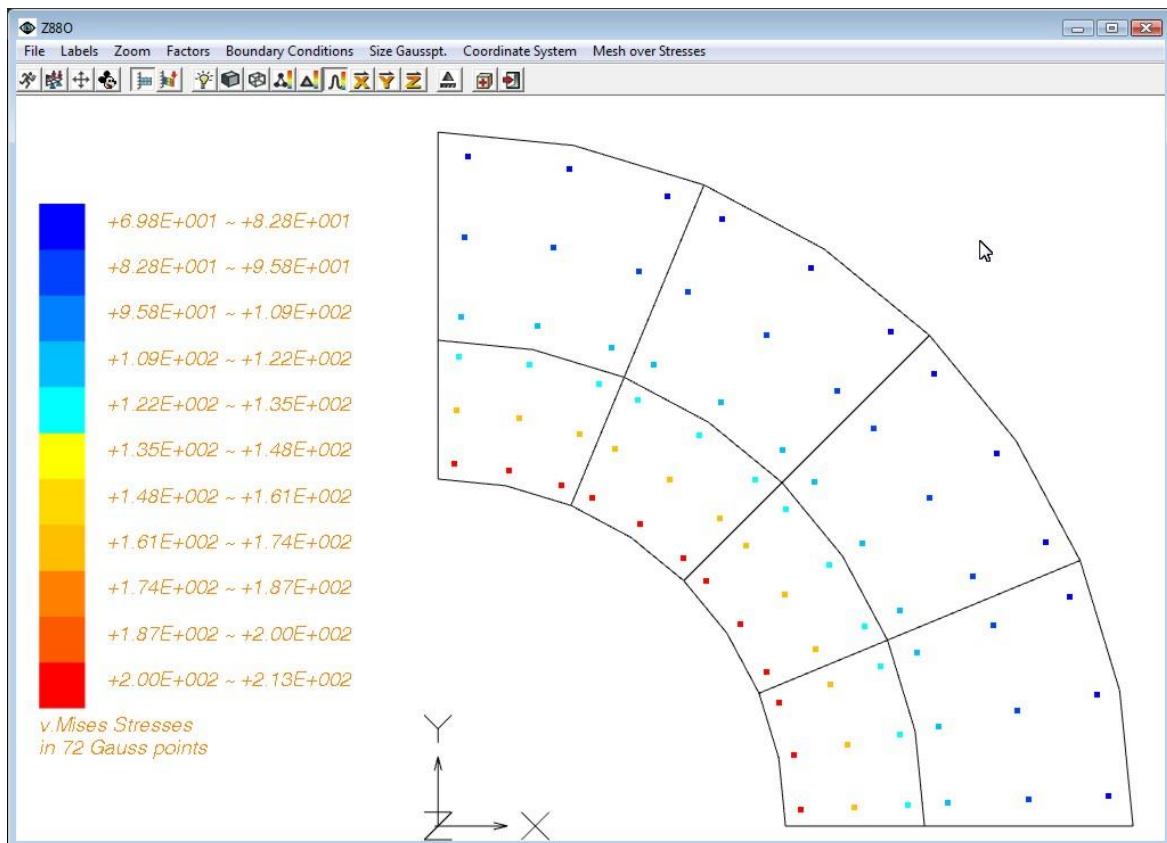 Z88O
File Labels Zoom Factors Boundary Conditions Size Gausspt. Coordinate System Mesh over Stresses
X Y Z
+6.98E+001 ~ +8.28E+001
+8.28E+001 ~ +9.58E+001
+9.58E+001 ~ +1.09E+002
+1.09E+002 ~ +1.22E+002
+1.22E+002 ~ +1.35E+002
+1.35E+002 ~ +1.48E+002
+1.48E+002 ~ +1.61E+002
+1.61E+002 ~ +1.74E+002
+1.74E+002 ~ +1.87E+002
+1.87E+002 ~ +2.00E+002
+2.00E+002 ~ +2.13E+002
v.Mises Stresses
in 72 Gauss points
Y
Z X